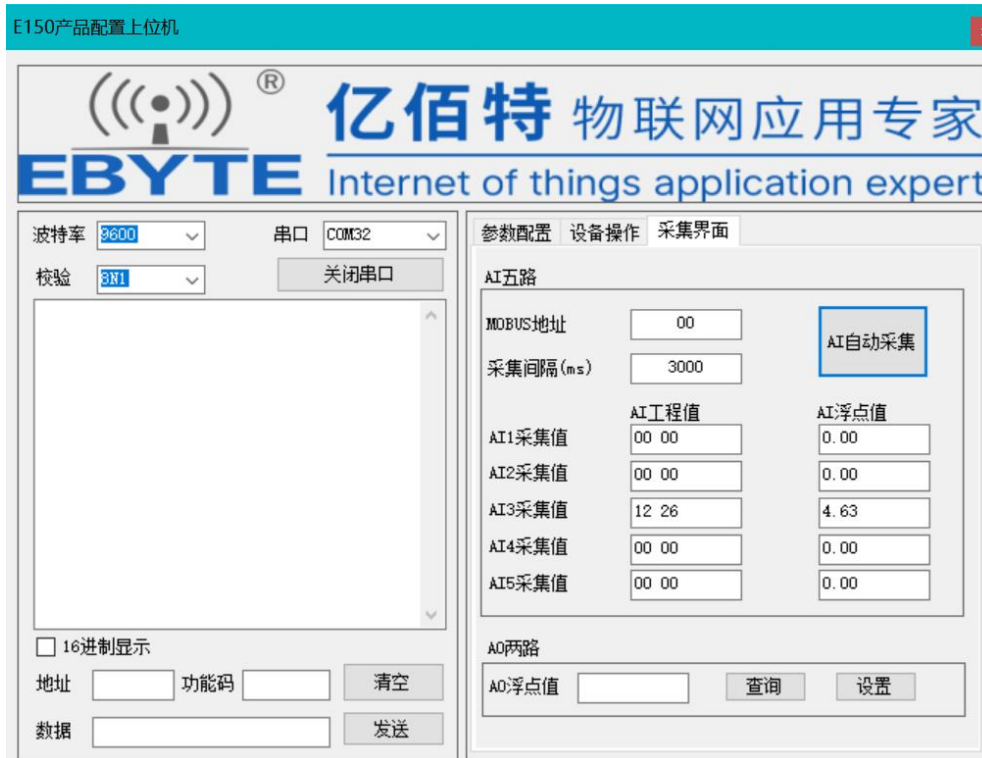 E150产品配置上位机
®
亿佰特 物联网应用专家
EBYTE
Internet of things application expert
波特率 9600
串口 COM32
校验 8N1
关闭串口
16进制显示
地址
功能码
清空
数据
发送
参数配置 设备操作 采集界面
AI五路
MOBUS地址 00
AI自动采集
采集间隔(ms) 3000
AI工程值 AI浮点值
AI1采集值 00 00 0.00
AI2采集值 00 00 0.00
AI3采集值 12 26 4.63
AI4采集值 00 00 0.00
AI5采集值 00 00 0.00
AO两路
AO浮点值 查询 设置